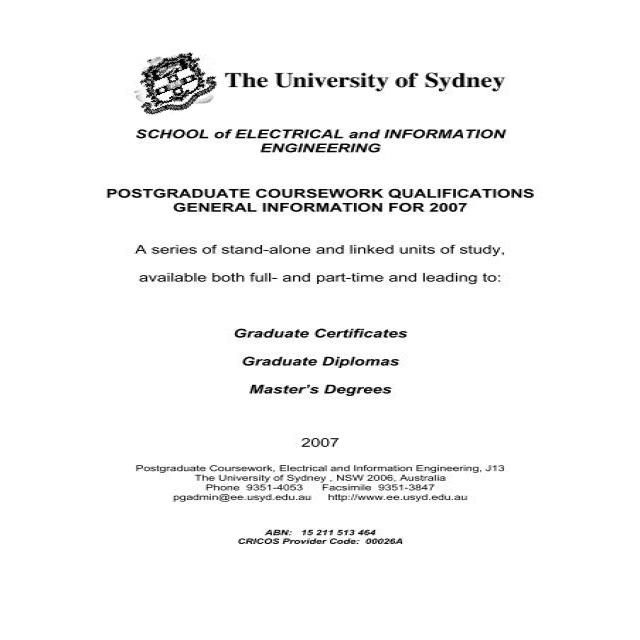 The University of Sydney
SCHOOL of ELECTRICAL and INFORMATION
ENGINEERING
POSTGRADUATE COURSEWORK QUALIFICATIONS
GENERAL INFORMATION FOR 2007
A series of stand-alone and linked units of study,
available both full- and part-time and leading to:
Graduate Certificates
Graduate Diplomas
Master's Degrees
2007
Postgraduate Coursework, Electrical and Information Engineering, J13
The University of Sydney , NSW 2006, Australia
Phone 9351-4053 Facsimile 9351-3847
pgadmin@ee.usyd.edu.au http://www.ee.usyd.edu.au
ABN: 15 211 513 464
CRICOS Provider Code: 00026A